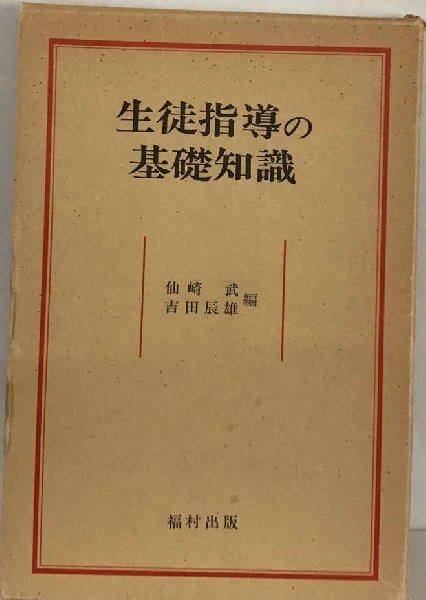 生徒指導の
基礎知識
仙崎 武
吉田辰雄 編
福村出版